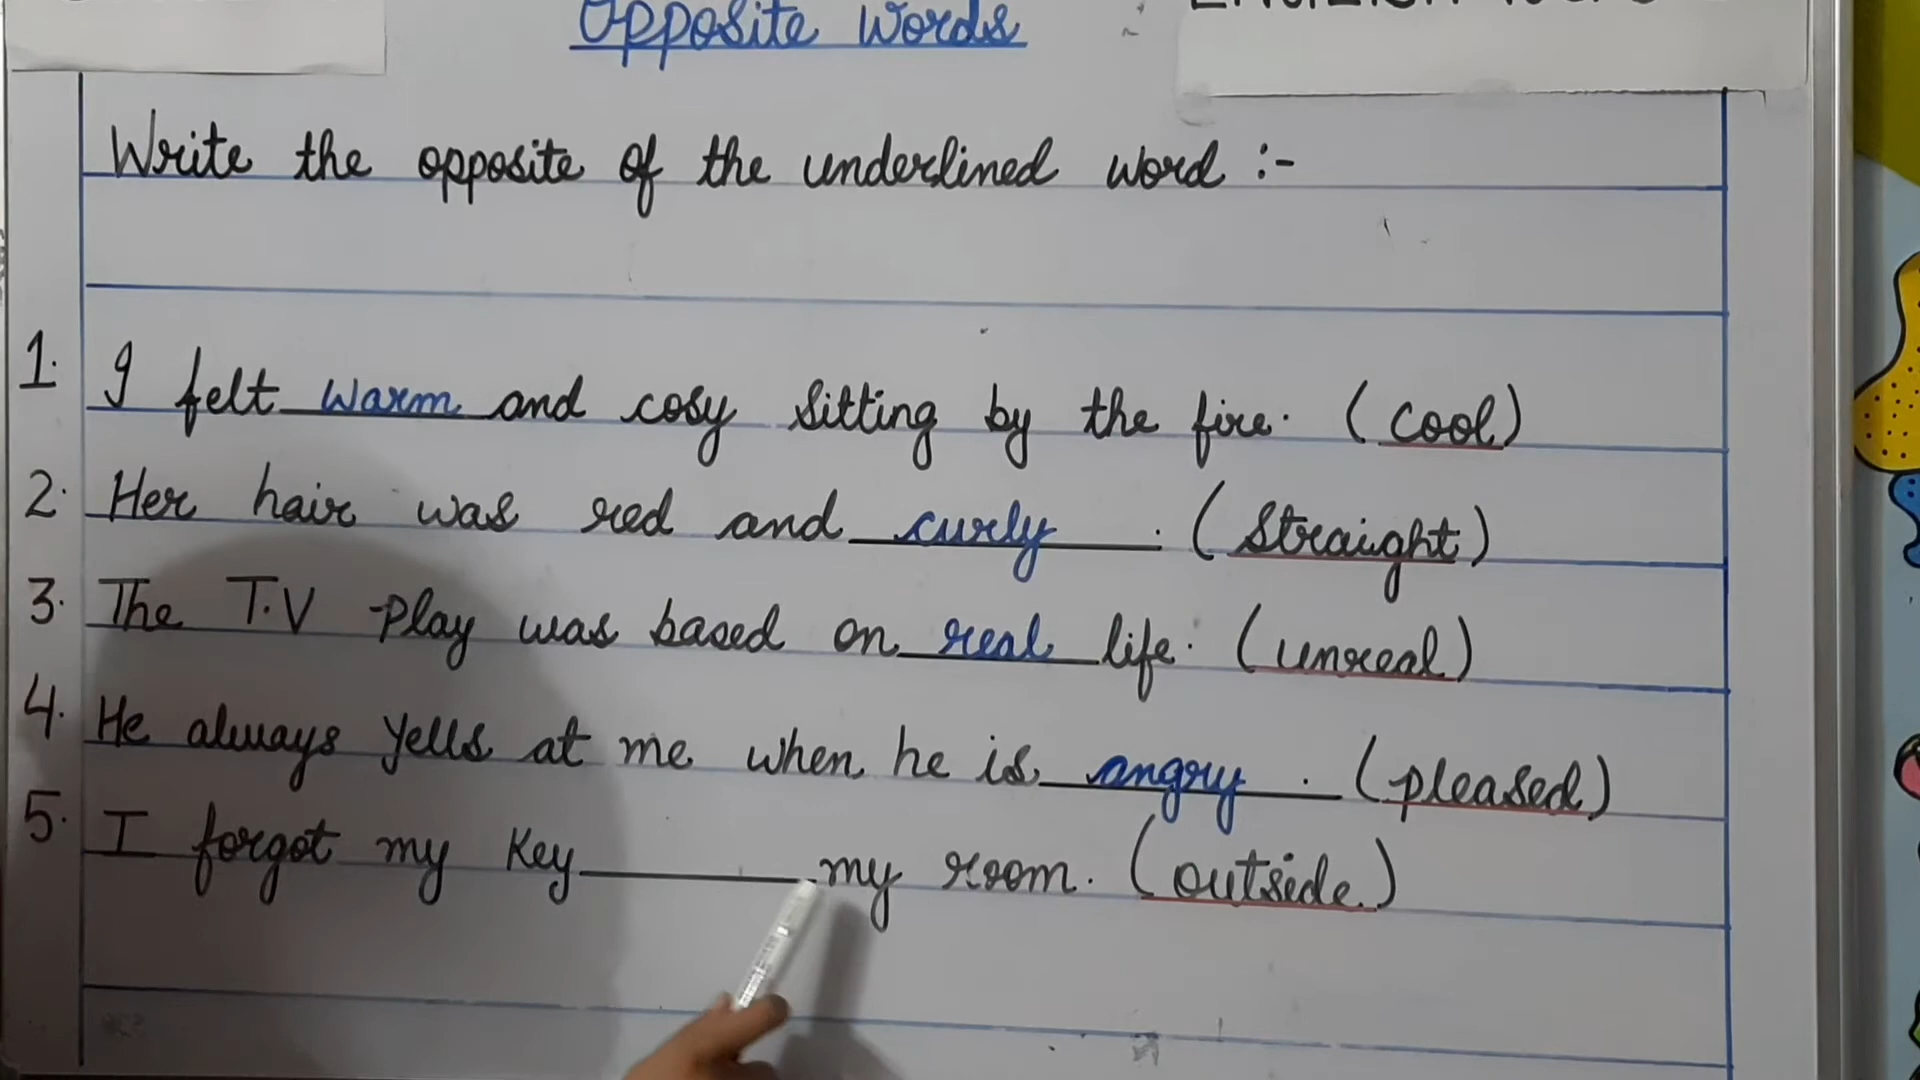 Opposite Words
Write the opposite of the underlined word :-
1. I felt warm and cosy sitting by the fire. (cool)
2. Her hair was red and curly . (straight)
3. The T.V play was based on real life. (unreal)
4. He always yells at me when he is angry . (pleased)
5. I forgot my key my room. (outside)